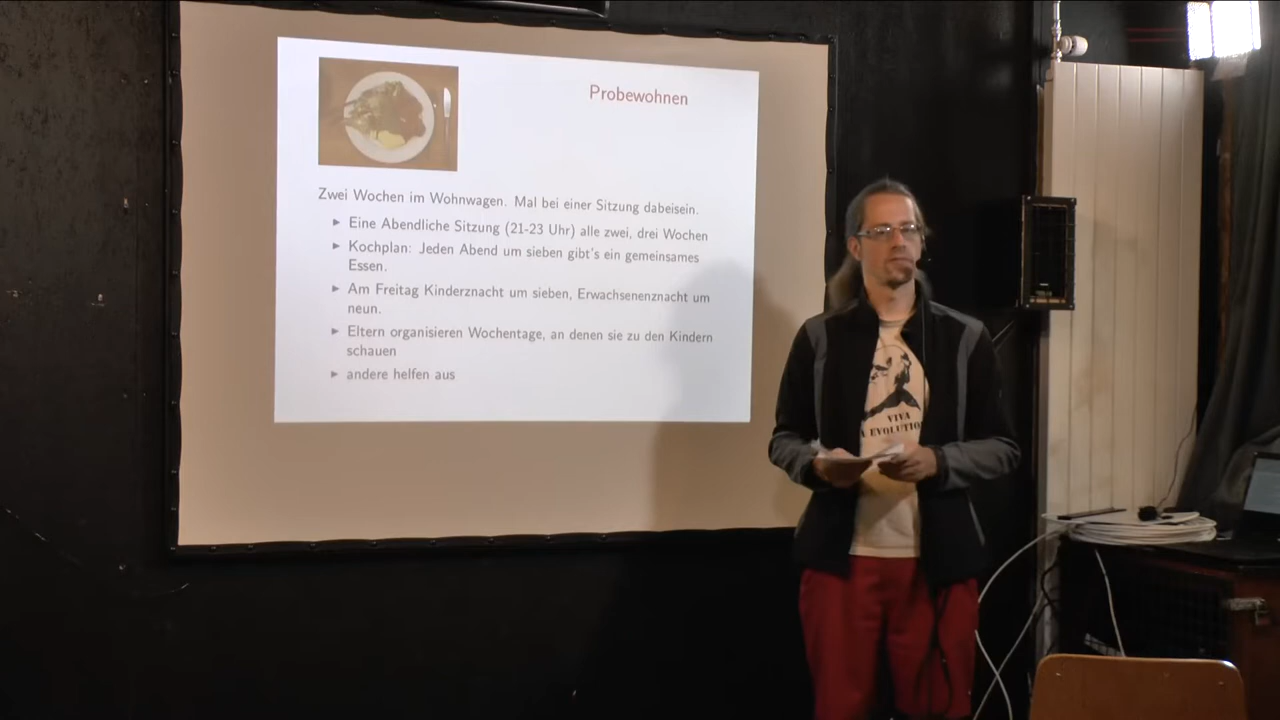 Probewohnen
Zwei Wochen im Wohnwagen. Mal bei einer Sitzung dabeisein.
► Eine Abendliche Sitzung (21-23 Uhr) alle zwei, drei Wochen
► Kochplan: Jeden Abend um sieben gibt's ein gemeinsames
Essen.
► Am Freitag Kinderznacht um sieben, Erwachsenenznacht um
neun.
► Eltern organisieren Wochentage, an denen sie zu den Kindern
schauen
► andere helfen aus
VIVA
A EVOLUTION